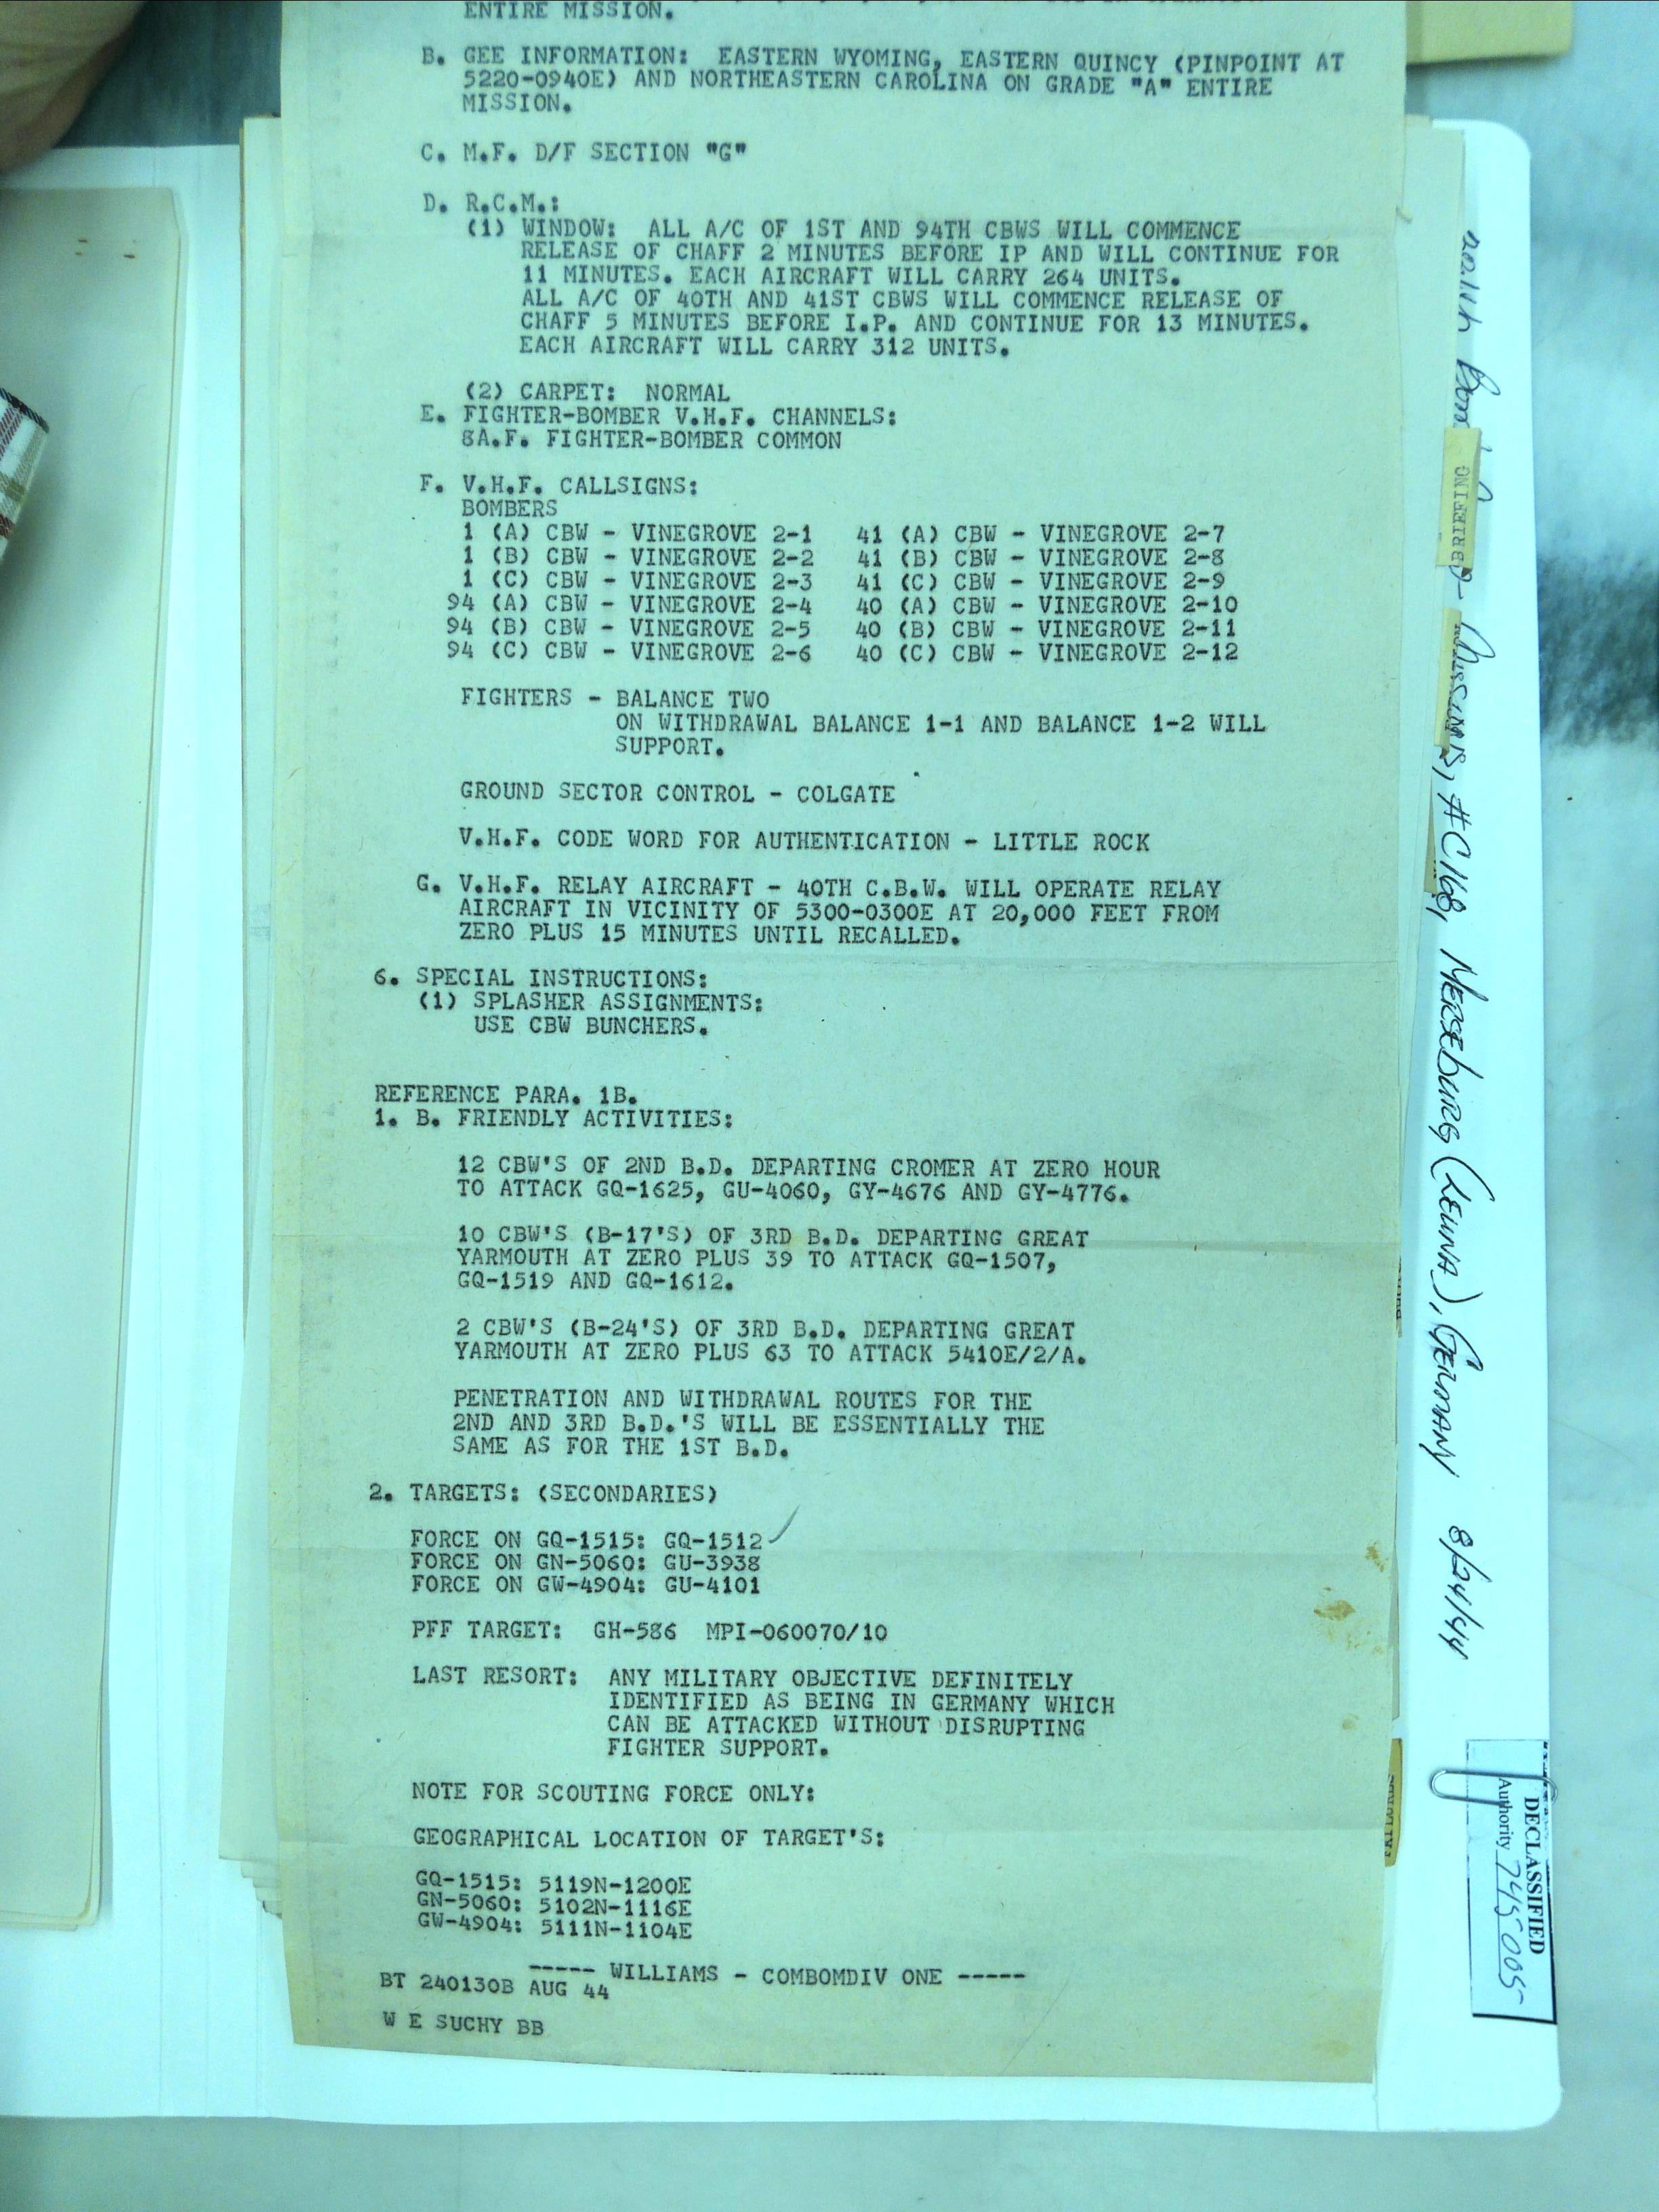 ENTIRE MISSION.
B. GEE INFORMATION: EASTERN WYOMING, EASTERN QUINCY (PINPOINT AT
5220-0940E) AND NORTHEASTERN CAROLINA ON GRADE "A" ENTIRE
MISSION.
C. M.F. D/F SECTION "G"
D. R.C.M.:
(1) WINDOW: ALL A/C OF 1ST AND 94TH CBWS WILL COMMENCE
RELEASE OF CHAFF 2 MINUTES BEFORE IP AND WILL CONTINUE FOR
11 MINUTES. EACH AIRCRAFT WILL CARRY 264 UNITS.
ALL A/C OF 40TH AND 41ST CBWS WILL COMMENCE RELEASE OF
CHAFF 5 MINUTES BEFORE I.P. AND CONTINUE FOR 13 MINUTES.
EACH AIRCRAFT WILL CARRY 312 UNITS.
(2) CARPET: NORMAL
E. FIGHTER-BOMBER V.H.F. CHANNELS:
8A.F. FIGHTER-BOMBER COMMON
F. V.H.F. CALLSIGNS:
BOMBERS
1 (A) CBW - VINEGROVE 2-1 41 (A) CBW - VINEGROVE 2-7
1 (B) CBW - VINEGROVE 2-2 41 (B) CBW - VINEGROVE 2-8
1 (C) CBW - VINEGROVE 2-3 41 (C) CBW - VINEGROVE 2-9
94 (A) CBW - VINEGROVE 2-4 40 (A) CBW - VINEGROVE 2-10
94 (B) CBW - VINEGROVE 2-5 40 (B) CBW - VINEGROVE 2-11
94 (C) CBW - VINEGROVE 2-6 40 (C) CBW - VINEGROVE 2-12
FIGHTERS - BALANCE TWO
ON WITHDRAWAL BALANCE 1-1 AND BALANCE 1-2 WILL
SUPPORT.
GROUND SECTOR CONTROL - COLGATE
V.H.F. CODE WORD FOR AUTHENTICATION - LITTLE ROCK
G. V.H.F. RELAY AIRCRAFT - 40TH C.B.W. WILL OPERATE RELAY
AIRCRAFT IN VICINITY OF 5300-0300E AT 20,000 FEET FROM
ZERO PLUS 15 MINUTES UNTIL RECALLED.
6. SPECIAL INSTRUCTIONS:
(1) SPLASHER ASSIGNMENTS:
USE CBW BUNCHERS.
REFERENCE PARA. 1B.
1. B. FRIENDLY ACTIVITIES:
12 CBW'S OF 2ND B.D. DEPARTING CROMER AT ZERO HOUR
TO ATTACK GQ-1625, GU-4060, GY-4676 AND GY-4776.
10 CBW'S (B-17'S) OF 3RD B.D. DEPARTING GREAT
YARMOUTH AT ZERO PLUS 39 TO ATTACK GQ-1507,
GQ-1519 AND GQ-1612.
2 CBW'S (B-24'S) OF 3RD B.D. DEPARTING GREAT
YARMOUTH AT ZERO PLUS 63 TO ATTACK 5410E/2/A.
PENETRATION AND WITHDRAWAL ROUTES FOR THE
2ND AND 3RD B.D.'S WILL BE ESSENTIALLY THE
SAME AS FOR THE 1ST B.D.
2. TARGETS: (SECONDARIES)
FORCE ON GQ-1515: GQ-1512
FORCE ON GN-5060: GU-3938
FORCE ON GW-4904: GU-4101
PFF TARGET: GH-586 MPI-060070/10
LAST RESORT: ANY MILITARY OBJECTIVE DEFINITELY
IDENTIFIED AS BEING IN GERMANY WHICH
CAN BE ATTACKED WITHOUT DISRUPTING
FIGHTER SUPPORT.
NOTE FOR SCOUTING FORCE ONLY:
GEOGRAPHICAL LOCATION OF TARGET'S:
GQ-1515: 5119N-1200E
GN-5060: 5102N-1116E
GW-4904: 5111N-1104E
----- WILLIAMS - COMBOMDIV ONE -----
BT 240130B AUG 44
W E SUCHY BB
BRIEFING
#C168, MERSEBURG (LEUNA), GERMANY 8/24/44
FAILURES
DECLASSIFIED
Authority 745005